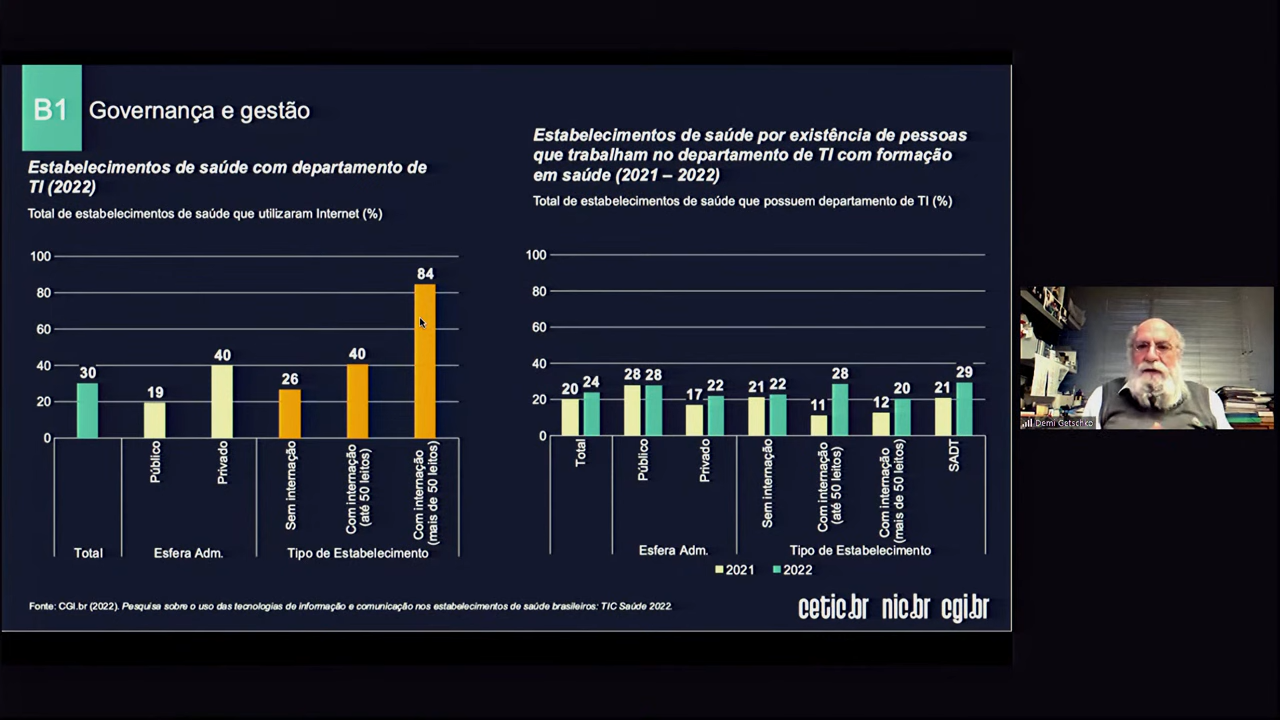 B1
Governança e gestão
Estabelecimentos de saúde com departamento de
TI (2022)
Total de estabelecimentos de saúde que utilizaram Internet (%)
100
80
60
40
20
0
30
19
40
26
40
84
Público
Privado
Sem internação
Com internação
(até 50 leitos)
Com internação
(mais de 50 leitos)
Total
Esfera Adm.
Tipo de Estabelecimento
Estabelecimentos de saúde por existência de pessoas
que trabalham no departamento de TI com formação
em saúde (2021 – 2022)
Total de estabelecimentos de saúde que possuem departamento de TI (%)
100
80
60
40
20
0
20 24
28 28
17 22
21 22
11 28
12 20
21 29
Total
Público
Privado
Sem internação
Com internação
(até 50 leitos)
Com internação
(mais de 50 leitos)
SADT
Esfera Adm.
Tipo de Estabelecimento
2021 2022
Fonte: CGI.br (2022). Pesquisa sobre o uso das tecnologias de informação e comunicação nos estabelecimentos de saúde brasileiros: TIC Saúde 2022.
cetic.br nic.br cgi.br
Demi Getschko